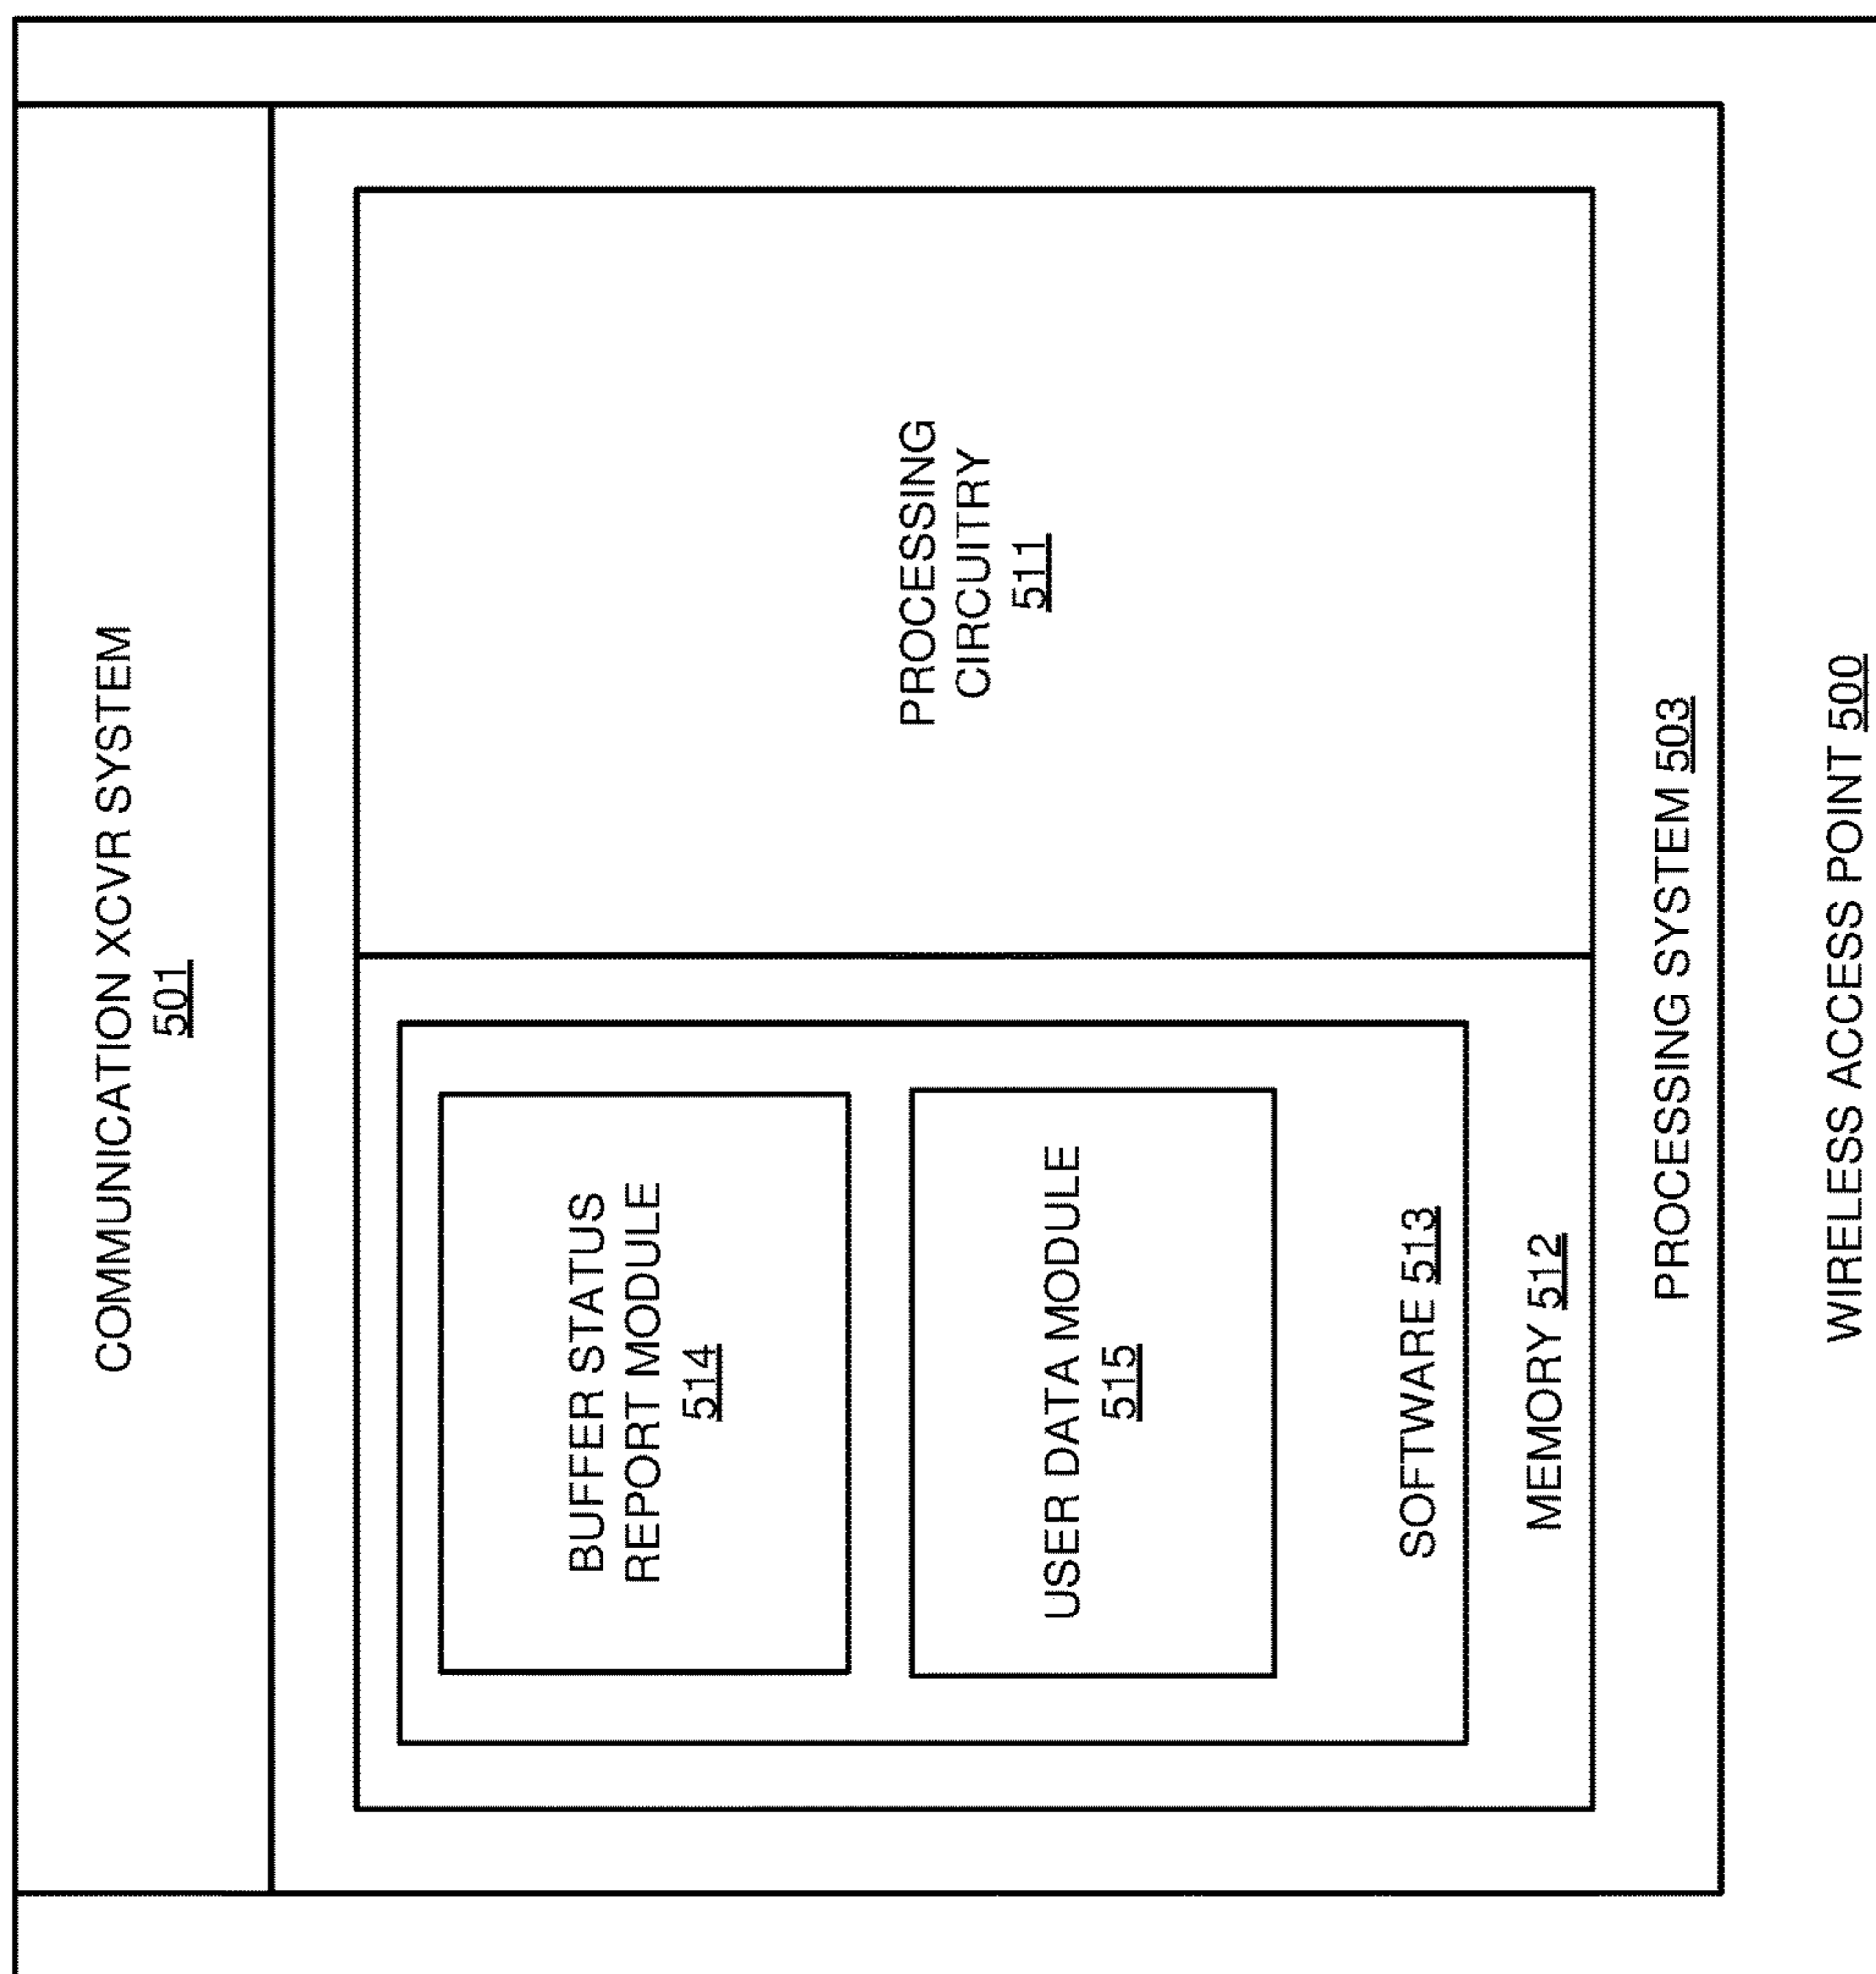 COMMUNICATION XCVR SYSTEM
501
BUFFER STATUS
REPORT MODULE
514
USER DATA MODULE
515
SOFTWARE 513
MEMORY 512
PROCESSING
CIRCUITRY
511
PROCESSING SYSTEM 503
WIRELESS ACCESS POINT 500